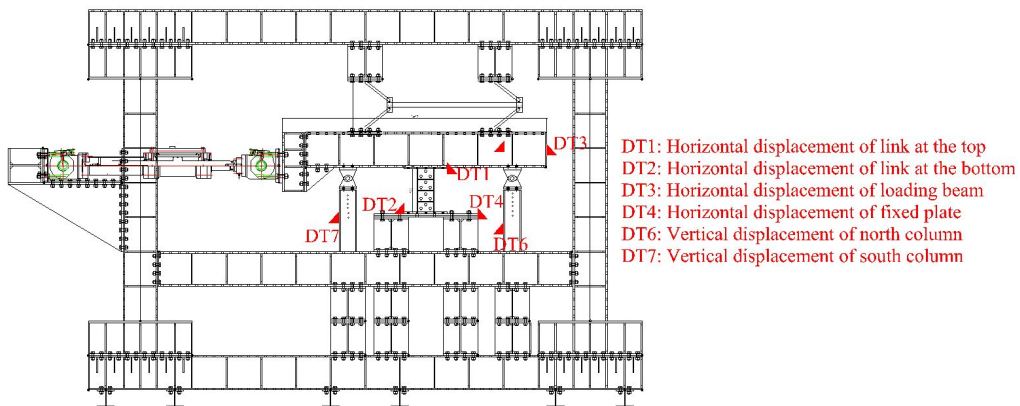 DT3
DT1
DT2
DT4
DT7
DT6
DT1: Horizontal displacement of link at the top
DT2: Horizontal displacement of link at the bottom
DT3: Horizontal displacement of loading beam
DT4: Horizontal displacement of fixed plate
DT6: Vertical displacement of north column
DT7: Vertical displacement of south column